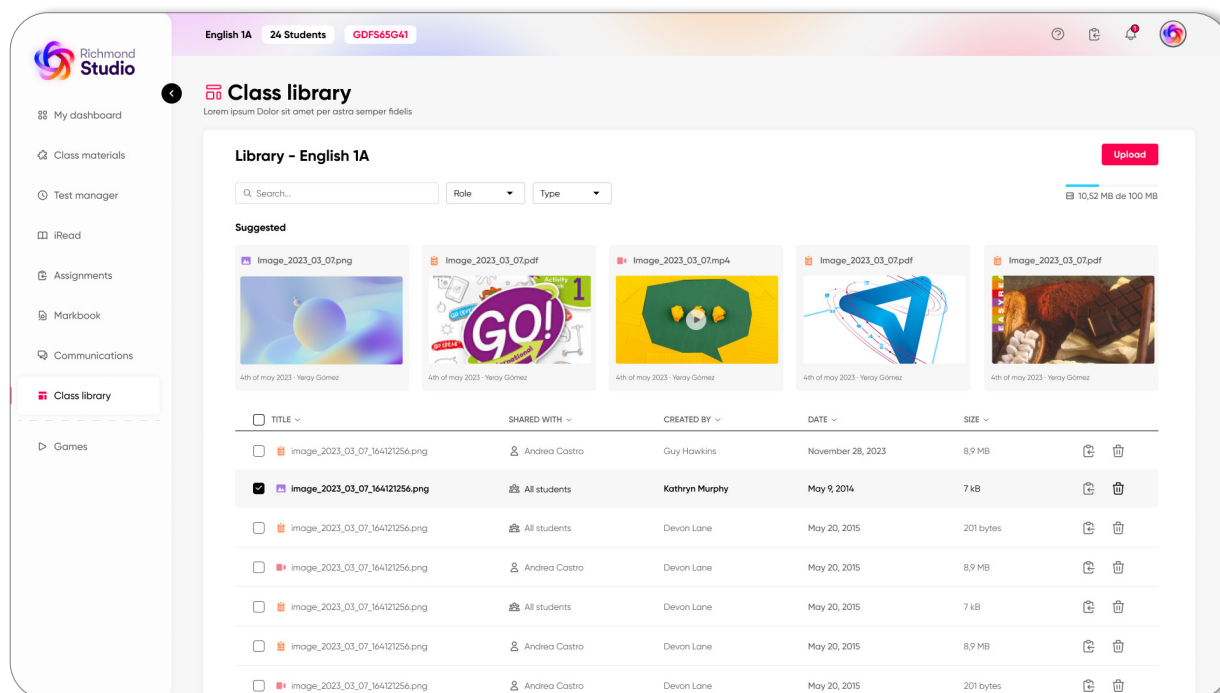 English 1A 24 Students GDFS65G41
Richmond
Studio
My dashboard
Class materials
Test manager
iRead
Assignments
Markbook
Communications
Class library
Games
Class library
Lorem ipsum Dolor sit amet per astra semper fidelis
Library - English 1A
Upload
Search... Role Type
10,52 MB de 100 MB
Suggested
Image_2023_03_07.png
4th of may 2023 - Yeray Gómez
Image_2023_03_07.pdf
Activity
1
GO!
GO SPEAK
4th of may 2023 - Yeray Gómez
Image_2023_03_07.mp4
4th of may 2023 - Yeray Gómez
Image_2023_03_07.pdf
4th of may 2023 - Yeray Gómez
Image_2023_03_07.pdf
4th of may 2023 - Yeray Gómez
TITLE SHARED WITH CREATED BY DATE SIZE
image_2023_03_07_164121256.png Andrea Castro Guy Hawkins November 28, 2023 8,9 MB
image_2023_03_07_164121256.png All students Kathryn Murphy May 9, 2014 7 kB
image_2023_03_07_164121256.png All students Devon Lane May 20, 2015 201 bytes
image_2023_03_07_164121256.png Andrea Castro Devon Lane May 20, 2015 8,9 MB
image_2023_03_07_164121256.png All students Devon Lane May 20, 2015 7 kB
image_2023_03_07_164121256.png Andrea Castro Devon Lane May 20, 2015 8,9 MB
image_2023_03_07_164121256.png Andrea Castro Devon Lane May 20, 2015 201 bytes